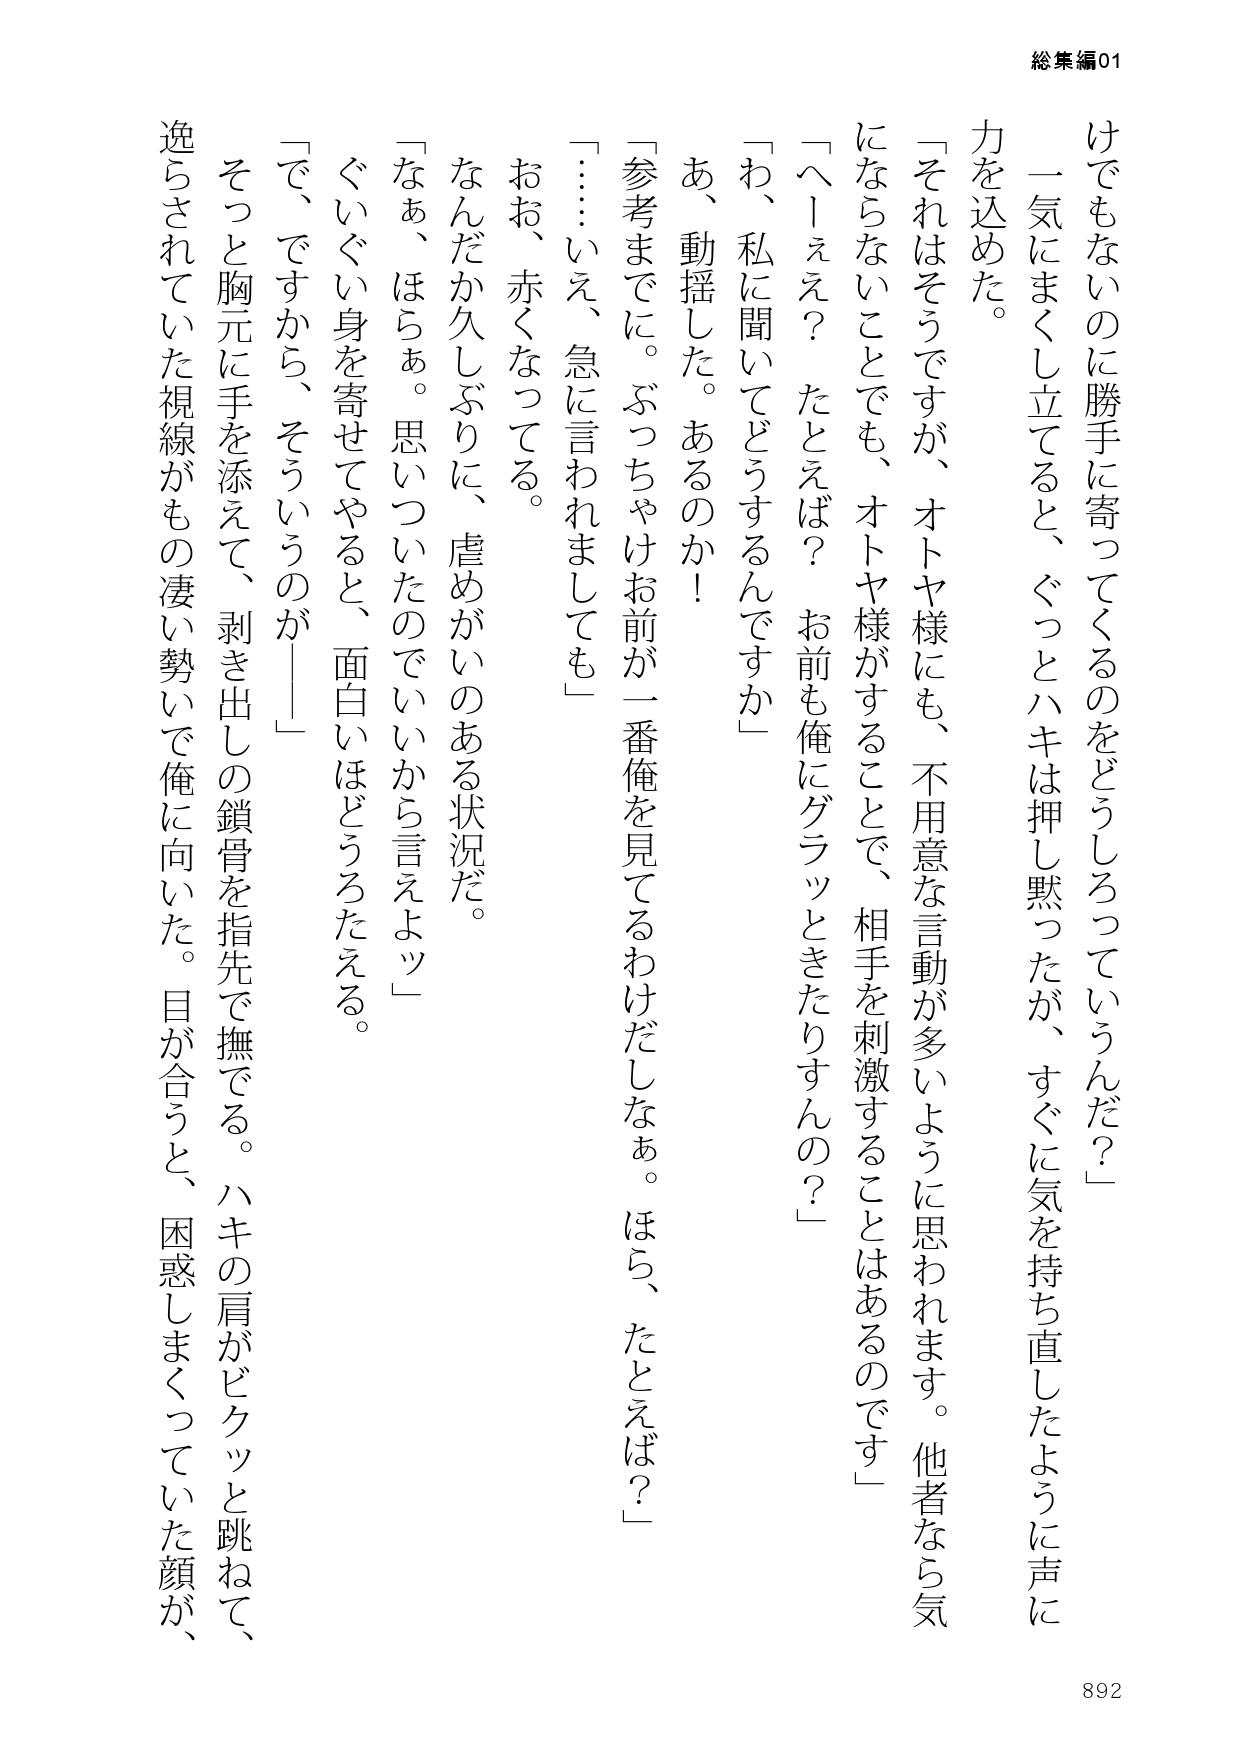 総集編01
けでもないのに勝手に寄ってくるのをどうしろっていうんだ？」
　一気にまくし立てると、ぐっとハキは押し黙ったが、すぐに気を持ち直したように声に
力を込めた。
「それはそうですが、オトヤ様にも、不用意な言動が多いように思われます。他者なら気
にならないことでも、オトヤ様がすることで、相手を刺激することはあるのです」
「へーぇえ？　たとえば？　お前も俺にグラッときたりすんの？」
「わ、私に聞いてどうするんですか」
　あ、動揺した。あるのか！
「参考までに。ぶっちゃけお前が一番俺を見てるわけだしなぁ。ほら、たとえば？」
「……いえ、急に言われましても」
　おお、赤くなってる。
　なんだか久しぶりに、虐めがいのある状況だ。
「なぁ、ほらぁ。思いついたのでいいから言えよッ」
　ぐいぐい身を寄せてやると、面白いほどうろたえる。
「で、ですから、そういうのが――」
　そっと胸元に手を添えて、剥き出しの鎖骨を指先で撫でる。ハキの肩がビクッと跳ねて、
逸らされていた視線がもの凄い勢いで俺に向いた。目が合うと、困惑しまくっていた顔が、
892